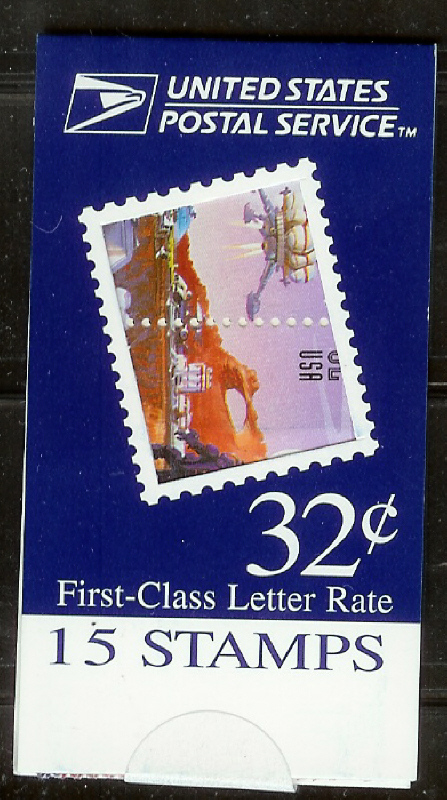 UNITED STATES
POSTAL SERVICE™
USA
32¢
First-Class Letter Rate
15 STAMPS